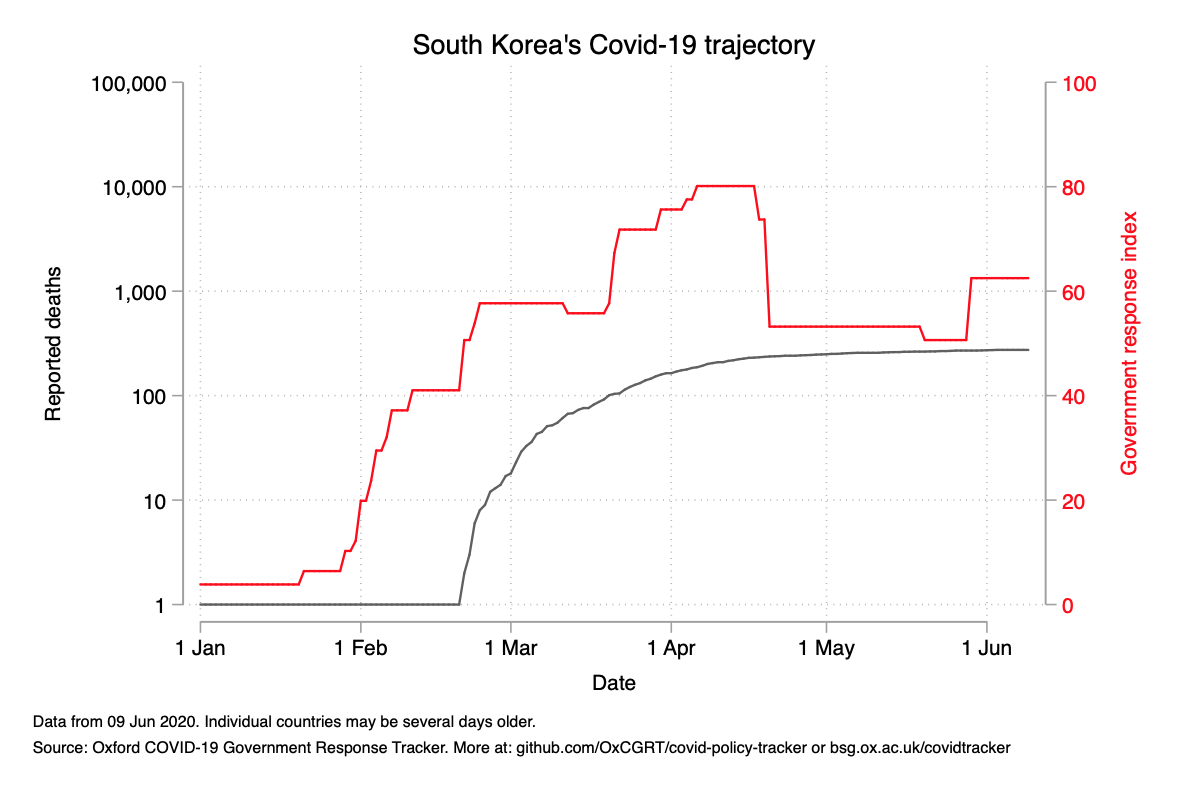 South Korea's Covid-19 trajectory
100,000
10,000
1,000
100
10
1
Reported deaths
100
80
60
40
20
0
Government response index
1 Jan 1 Feb 1 Mar 1 Apr 1 May 1 Jun
Date
Data from 09 Jun 2020. Individual countries may be several days older.
Source: Oxford COVID-19 Government Response Tracker. More at: github.com/OxCGRT/covid-policy-tracker or bsg.ox.ac.uk/covidtracker